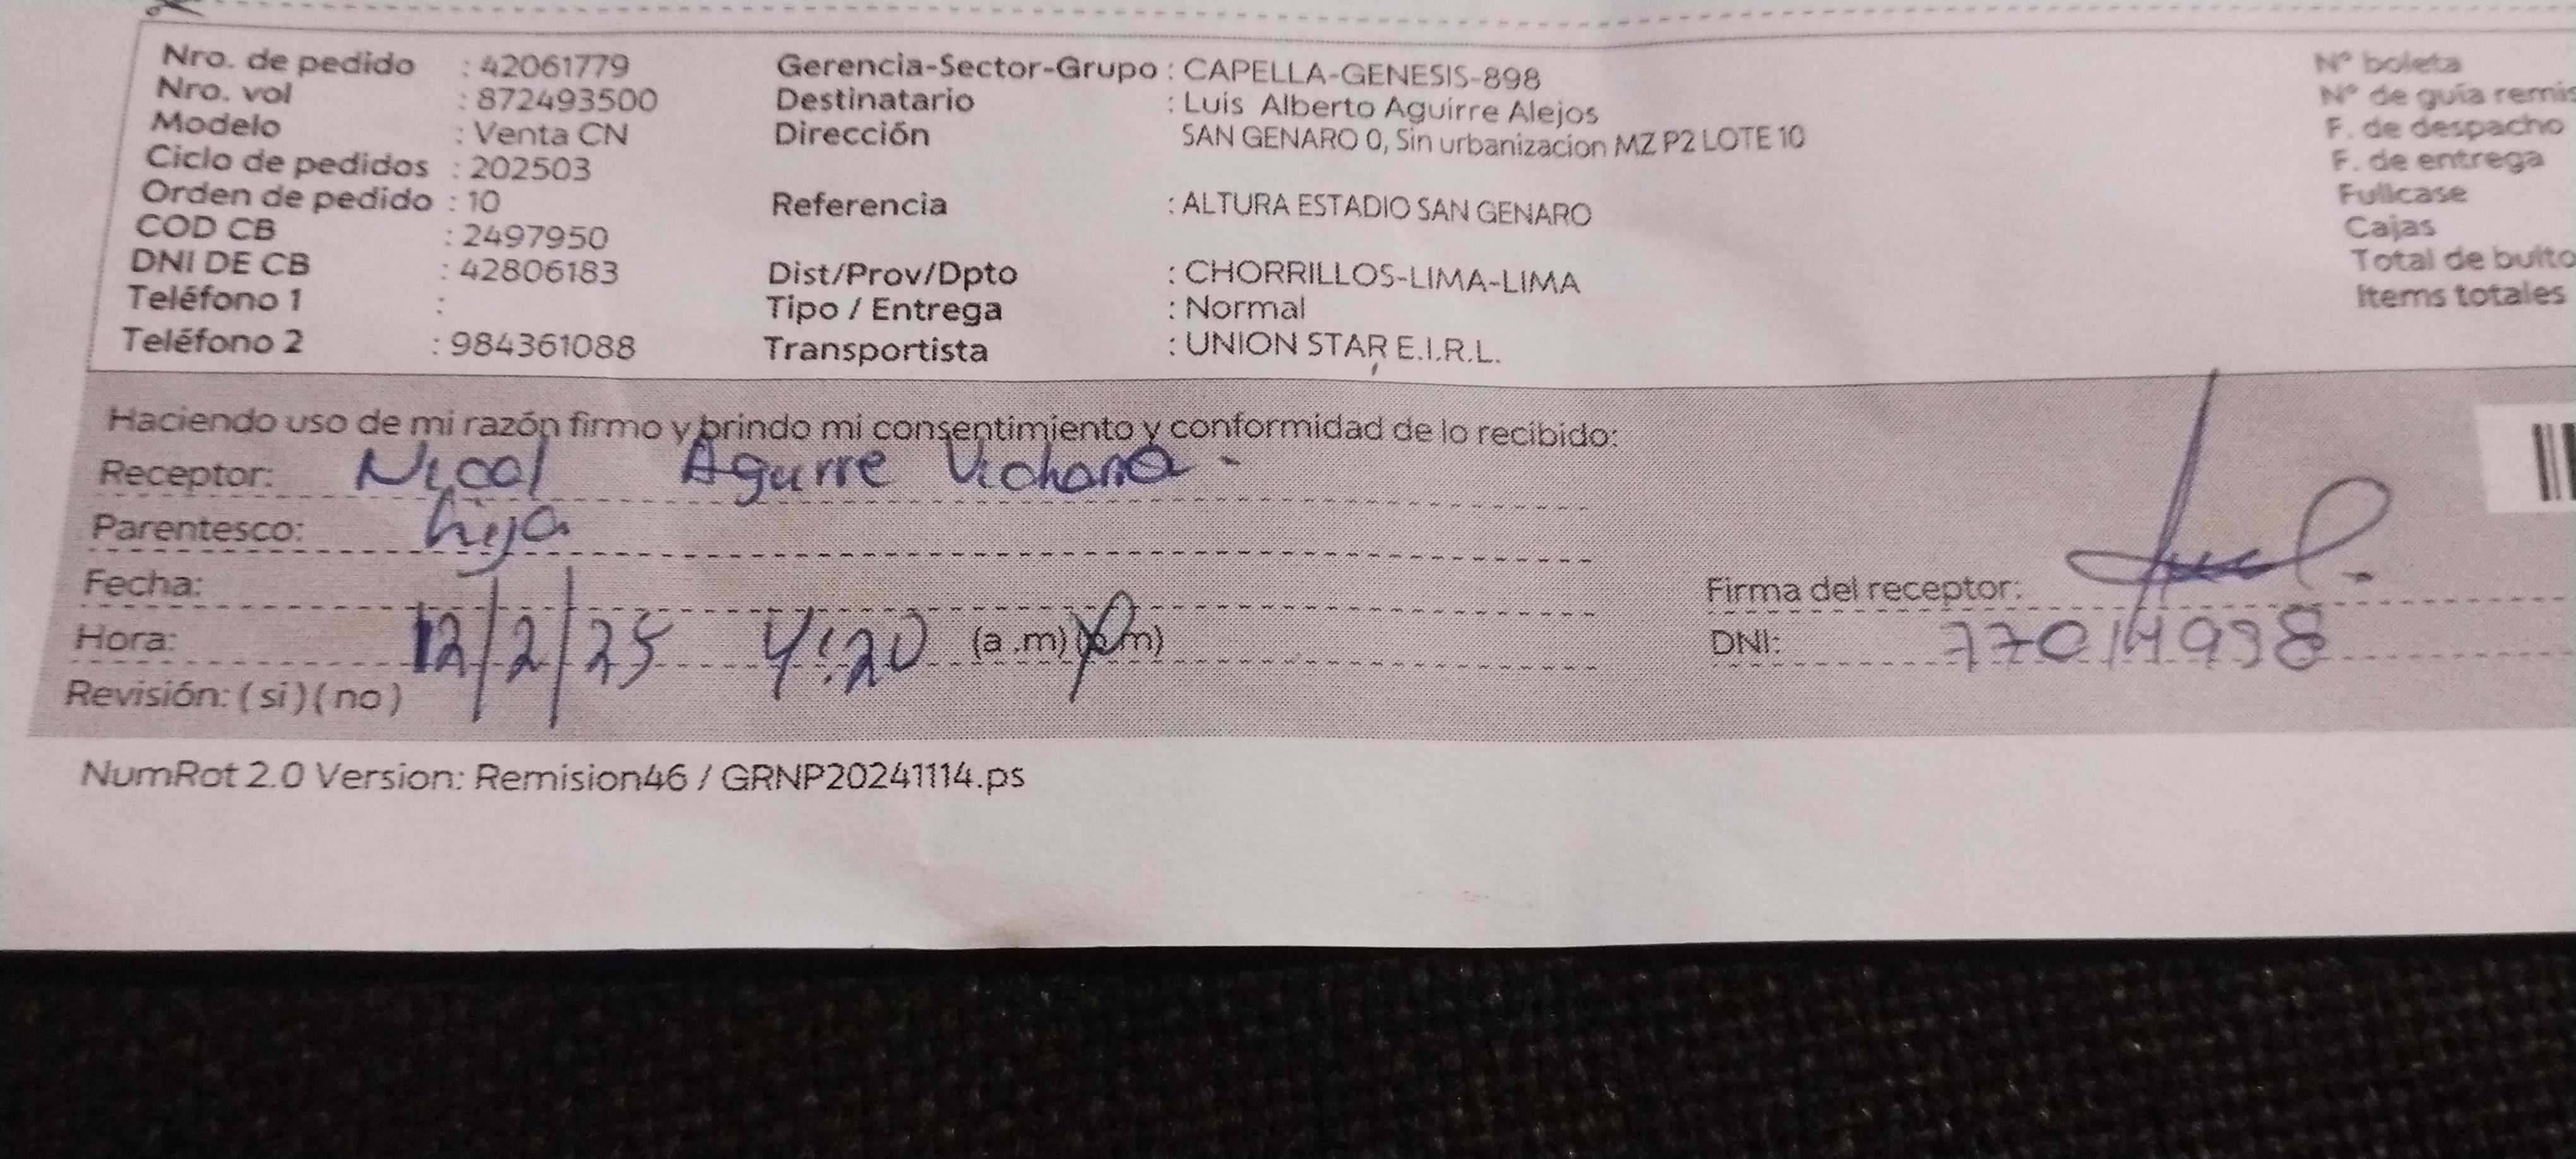 Nro. de pedido : 42061779
Nro. vol : 872493500
Modelo : Venta CN
Ciclo de pedidos : 202503
Orden de pedido : 10
COD CB : 2497950
DNI DE CB : 42806183
Teléfono 1 :
Teléfono 2 : 984361088
Gerencia-Sector-Grupo : CAPELLA-GENESIS-898
Destinatario : Luis Alberto Aguirre Alejos
Dirección SAN GENARO 0, Sin urbanizacion MZ P2 LOTE 10
Referencia : ALTURA ESTADIO SAN GENARO
Dist/Prov/Dpto : CHORRILLOS-LIMA-LIMA
Tipo / Entrega : Normal
Transportista : UNION STAR E.I.R.L.
N° boleta
N° de guía remis
F. de despacho
F. de entrega
Fullcase
Cajas
Total de bulto
Items totales
Haciendo uso de mi razón firmo y brindo mi consentimiento y conformidad de lo recibido:
Receptor: Nicol Aguirre
Parentesco: hija
Fecha:
Hora: 12/2/25 4:20 (a .m) (p.m)
Revisión: ( si ) ( no )
Firma del receptor:
DNI: 77014998
NumRot 2.0 Version: Remision46 / GRNP20241114.ps